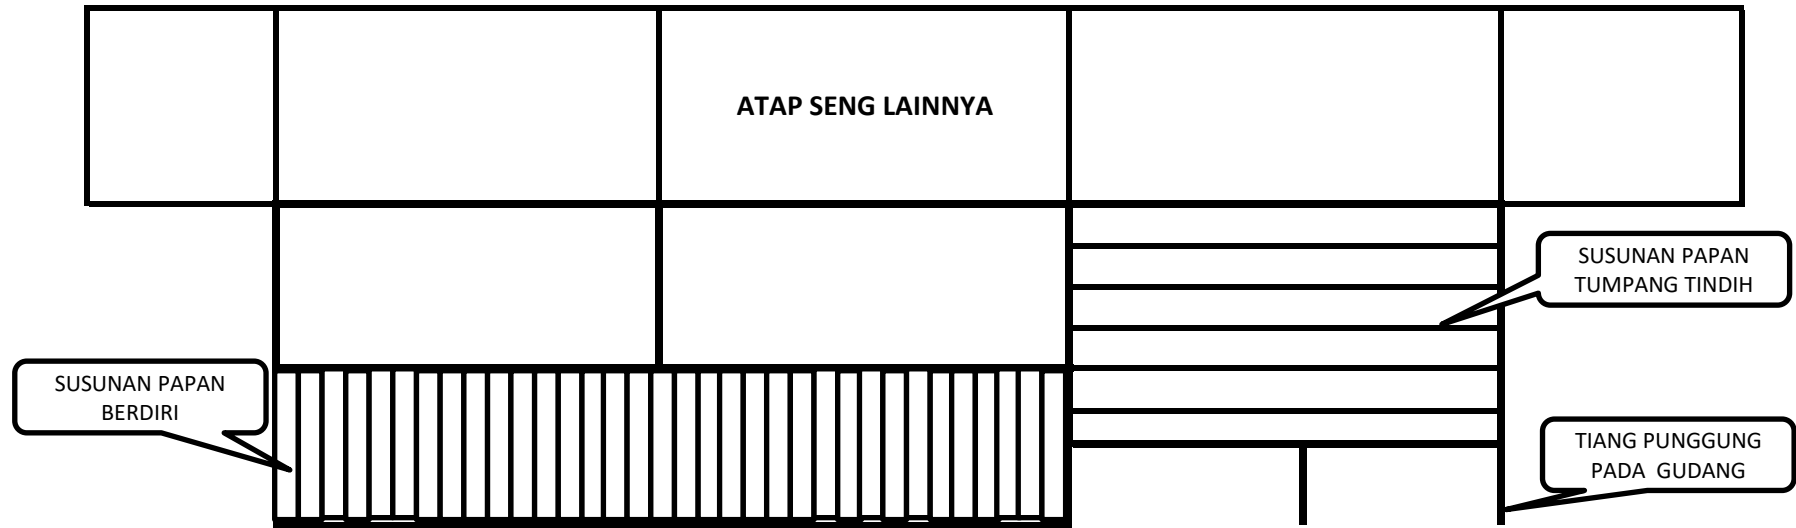 ATAP SENG LAINNYA
SUSUNAN PAPAN
TUMPANG TINDIH
SUSUNAN PAPAN
BERDIRI
TIANG PUNGGUNG
PADA GUDANG